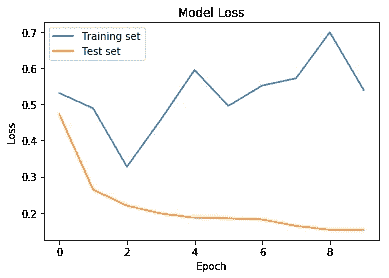 Model Loss
Training set
Test set
0.7
0.6
0.5
0.4
0.3
0.2
Loss
0 2 4 6 8
Epoch